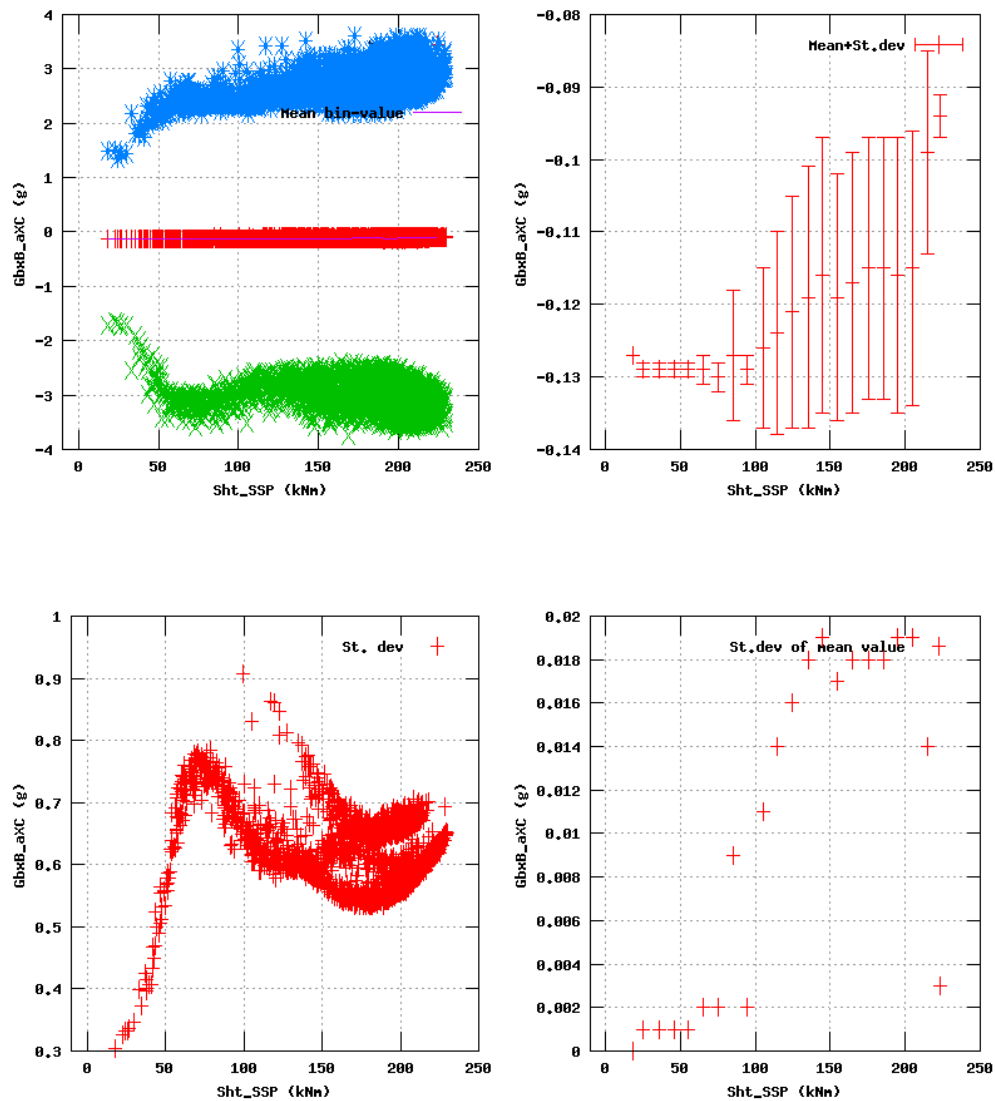 4
3
2
1
0
-1
-2
-3
-4
0 50 100 150 200 250
GbxB_aXC (g)
Sht_SSP (kNm)
Mean bin-value
-0.08
-0.09
-0.1
-0.11
-0.12
-0.13
-0.14
0 50 100 150 200 250
GbxB_aXC (g)
Sht_SSP (kNm)
Mean+St.dev
1
0.9
0.8
0.7
0.6
0.5
0.4
0.3
0 50 100 150 200 250
GbxB_aXC (g)
Sht_SSP (kNm)
St. dev
0.02
0.018
0.016
0.014
0.012
0.01
0.008
0.006
0.004
0.002
0
0 50 100 150 200 250
GbxB_aXC (g)
Sht_SSP (kNm)
St.dev of mean value